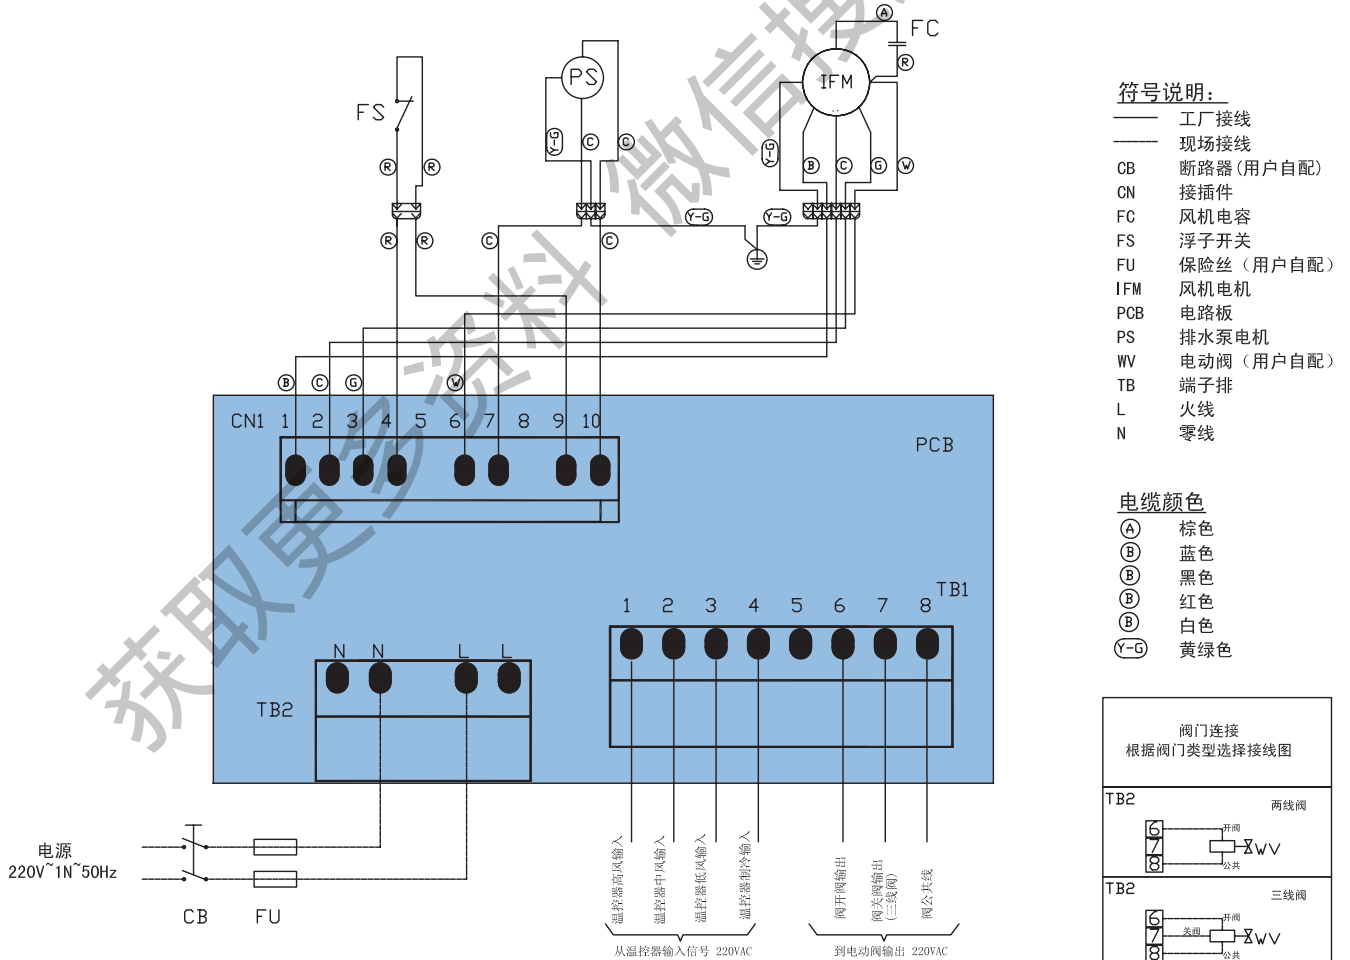 A
FC
R
FS
PS
IFM
Y-G
C
C
Y-G
B
C
G
W
R
R
Y-G
Y-G
R
R
C
C
B
C
G
W
CN1 1 2 3 4 5 6 7 8 9 10
PCB
TB1
1 2 3 4 5 6 7 8
N N L L
TB2
电源
220V~1N~50Hz
CB
FU
温控器高风输入
温控器中风输入
温控器低风输入
温控器制冷输入
阀开阀输出
阀关阀输出
(三线阀)
阀公共线
从温控器输入信号 220VAC
到电动阀输出 220VAC
符号说明:
工厂接线
现场接线
CB 断路器(用户自配)
CN 接插件
FC 风机电容
FS 浮子开关
FU 保险丝（用户自配）
IFM 风机电机
PCB 电路板
PS 排水泵电机
WV 电动阀（用户自配）
TB 端子排
L 火线
N 零线
电缆颜色
A 棕色
B 蓝色
B 黑色
B 红色
B 白色
Y-G 黄绿色
阀门连接
根据阀门类型选择接线图
TB2
两线阀
6
开阀
7
WV
8
公共
TB2
三线阀
6
开阀
7
关阀
WV
8
公共
获取更多资料 微信搜